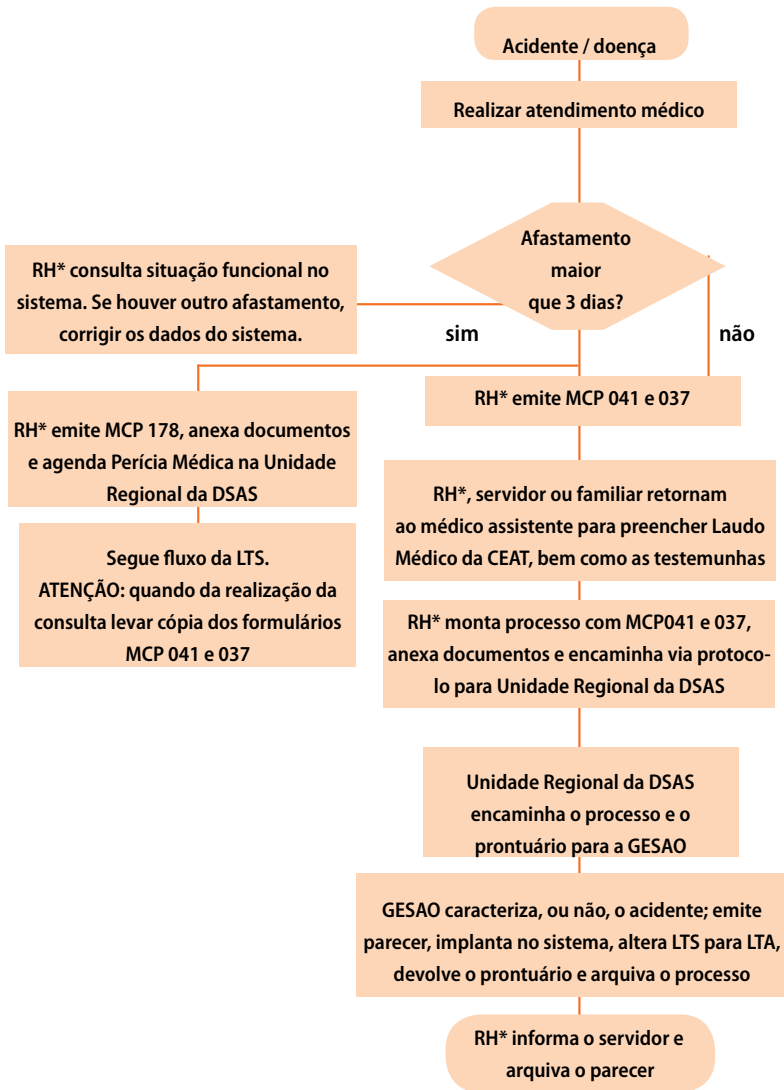 Acidente / doença
Realizar atendimento médico
Afastamento
maior
que 3 dias?
RH* consulta situação funcional no
sistema. Se houver outro afastamento,
corrigir os dados do sistema.
sim
não
RH* emite MCP 178, anexa documentos
e agenda Perícia Médica na Unidade
Regional da DSAS
Segue fluxo da LTS.
ATENÇÃO: quando da realização da
consulta levar cópia dos formulários
MCP 041 e 037
RH* emite MCP 041 e 037
RH*, servidor ou familiar retornam
ao médico assistente para preencher Laudo
Médico da CEAT, bem como as testemunhas
RH* monta processo com MCP041 e 037,
anexa documentos e encaminha via protoco-
lo para Unidade Regional da DSAS
Unidade Regional da DSAS
encaminha o processo e o
prontuário para a GESAO
GESAO caracteriza, ou não, o acidente; emite
parecer, implanta no sistema, altera LTS para LTA,
devolve o prontuário e arquiva o processo
RH* informa o servidor e
arquiva o parecer